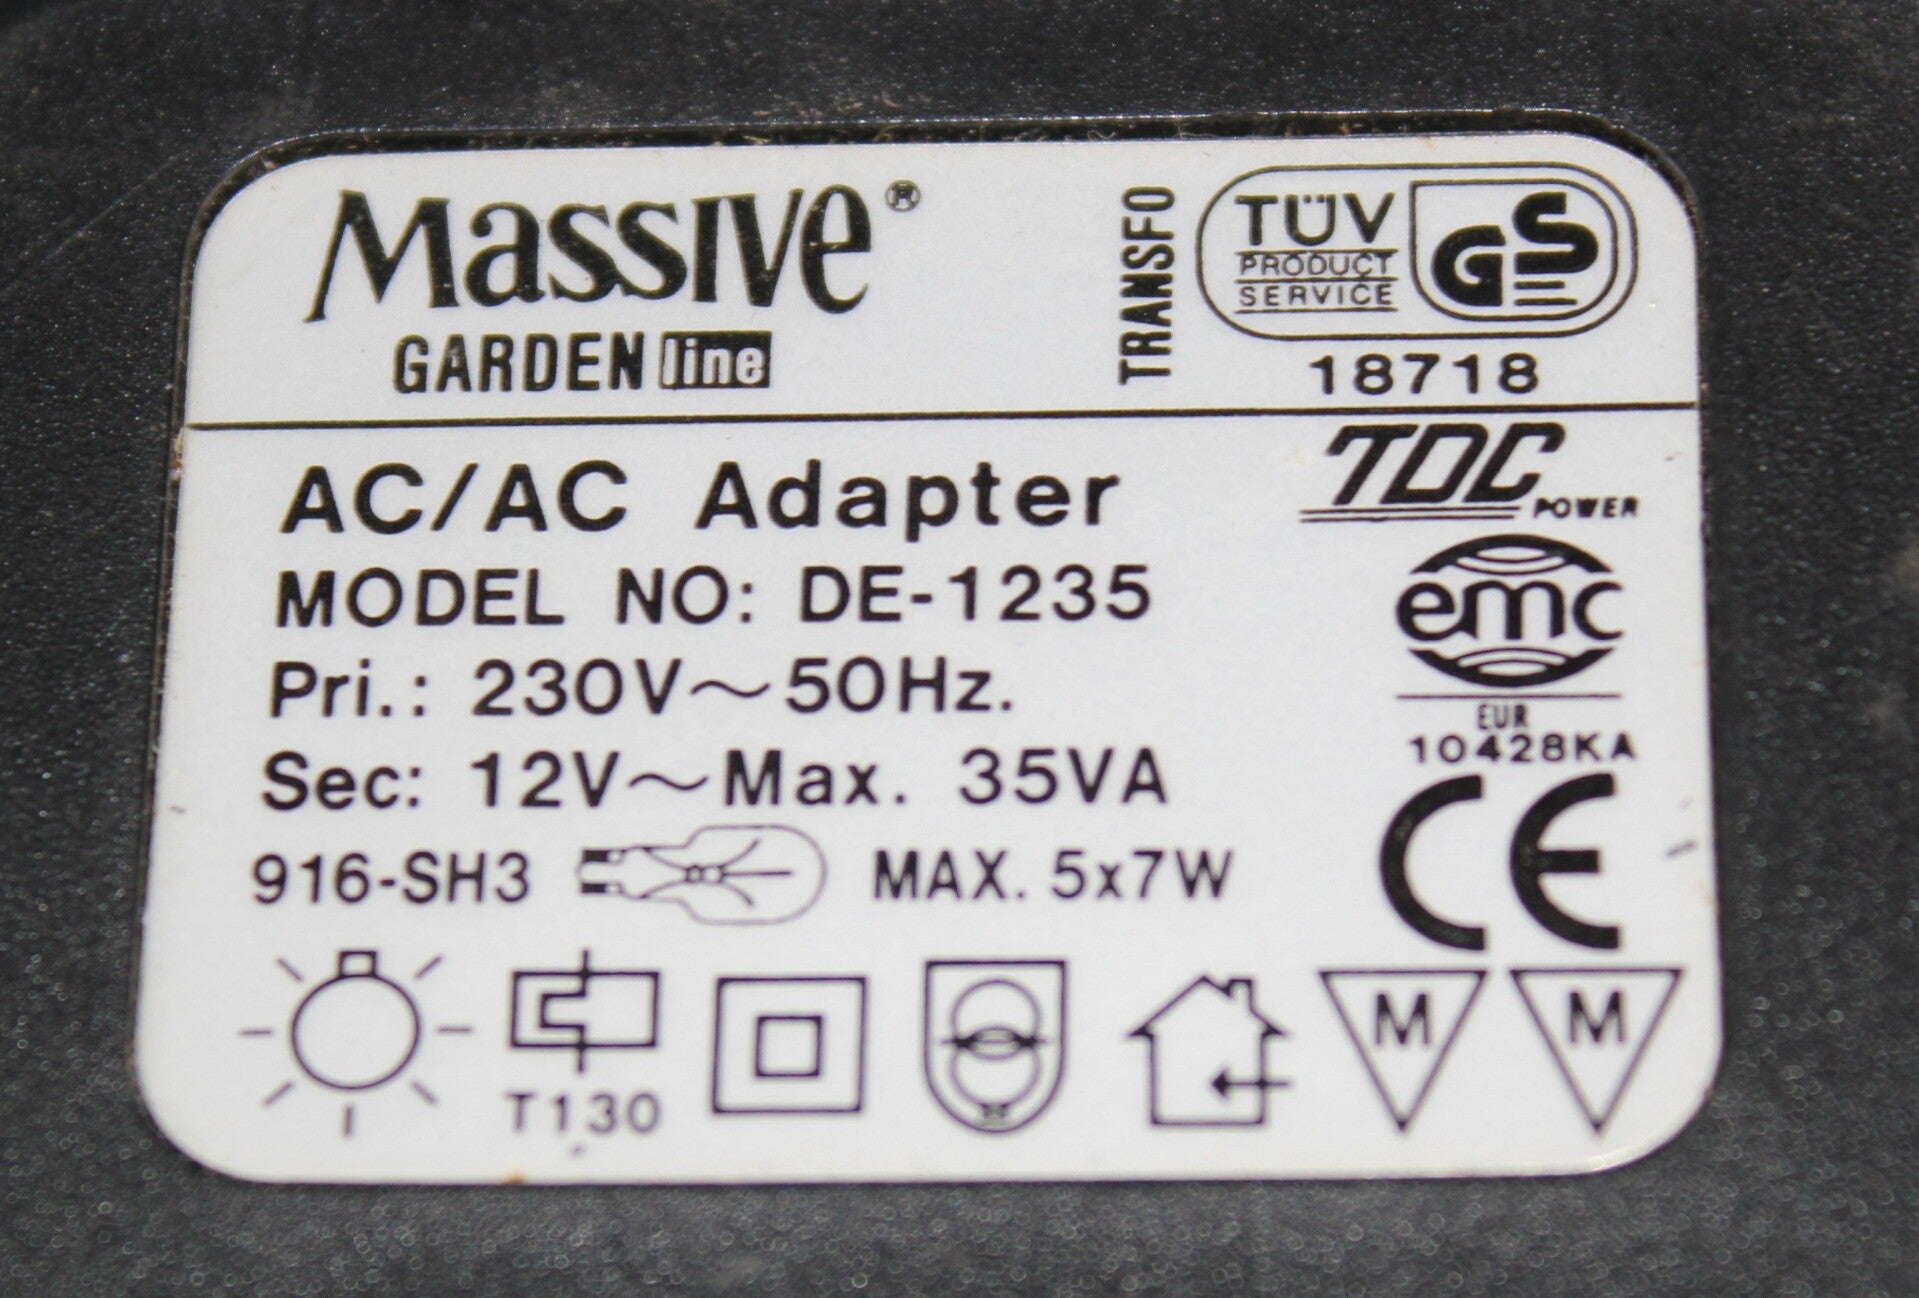 Massive®
GARDEN line
TRANSFO
TÜV
PRODUCT
SERVICE
GS
18718
TDC
POWER
AC/AC Adapter
MODEL NO: DE-1235
Pri.: 230V~50Hz.
Sec: 12V~Max. 35VA
916-SH3 MAX. 5x7W
emc
EUR
10428KA
CE
T130
M M